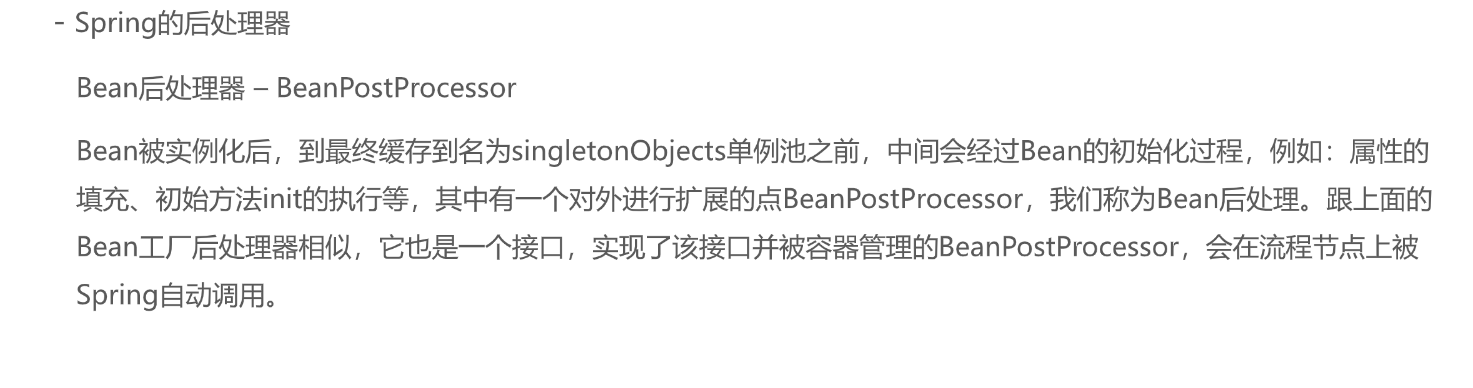 - Spring的后处理器
Bean后处理器 – BeanPostProcessor
Bean被实例化后，到最终缓存到名为singletonObjects单例池之前，中间会经过Bean的初始化过程，例如：属性的
填充、初始方法init的执行等，其中有一个对外进行扩展的点BeanPostProcessor，我们称为Bean后处理。跟上面的
Bean工厂后处理器相似，它也是一个接口，实现了该接口并被容器管理的BeanPostProcessor，会在流程节点上被
Spring自动调用。